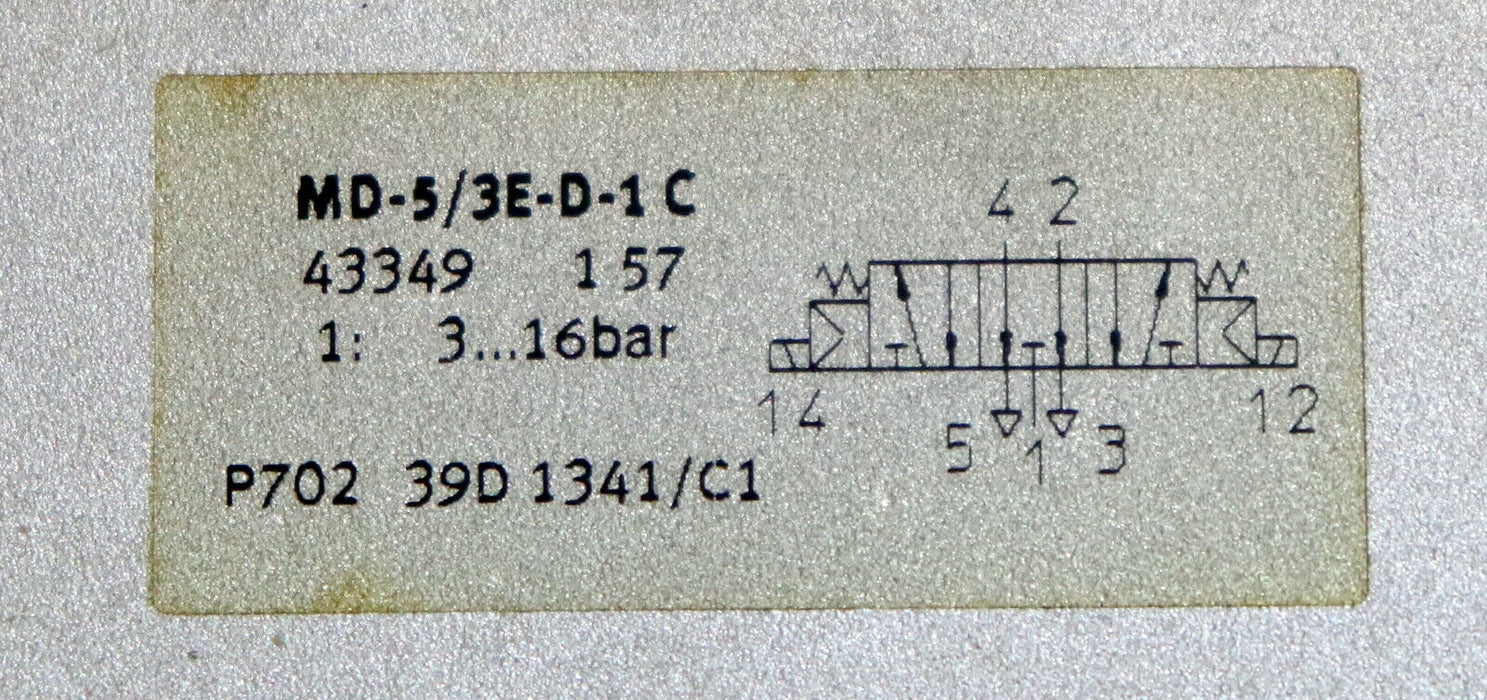 MD-5/3E-D-1 C
43349 1 57
1: 3...16bar
P702 39D 1341/C1
4 2
14 12
5 1 3